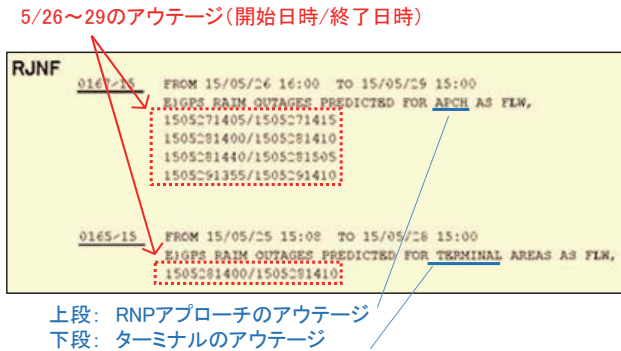 5/26～29のアウテージ（開始日時/終了日時）
RJNF
0167-15 FROM 15/05/26 16:00 TO 15/05/29 15:00
E)GPS RAIM OUTAGES PREDICTED FOR APCH AS FLW,
1505271405/1505271415
1505281400/1505281410
1505281440/1505281505
1505291355/1505291410
0165-15 FROM 15/05/25 15:08 TO 15/05/28 15:00
E)GPS RAIM OUTAGES PREDICTED FOR TERMINAL AREAS AS FLW,
1505281400/1505281410
上段： RNPアプローチのアウテージ
下段： ターミナルのアウテージ